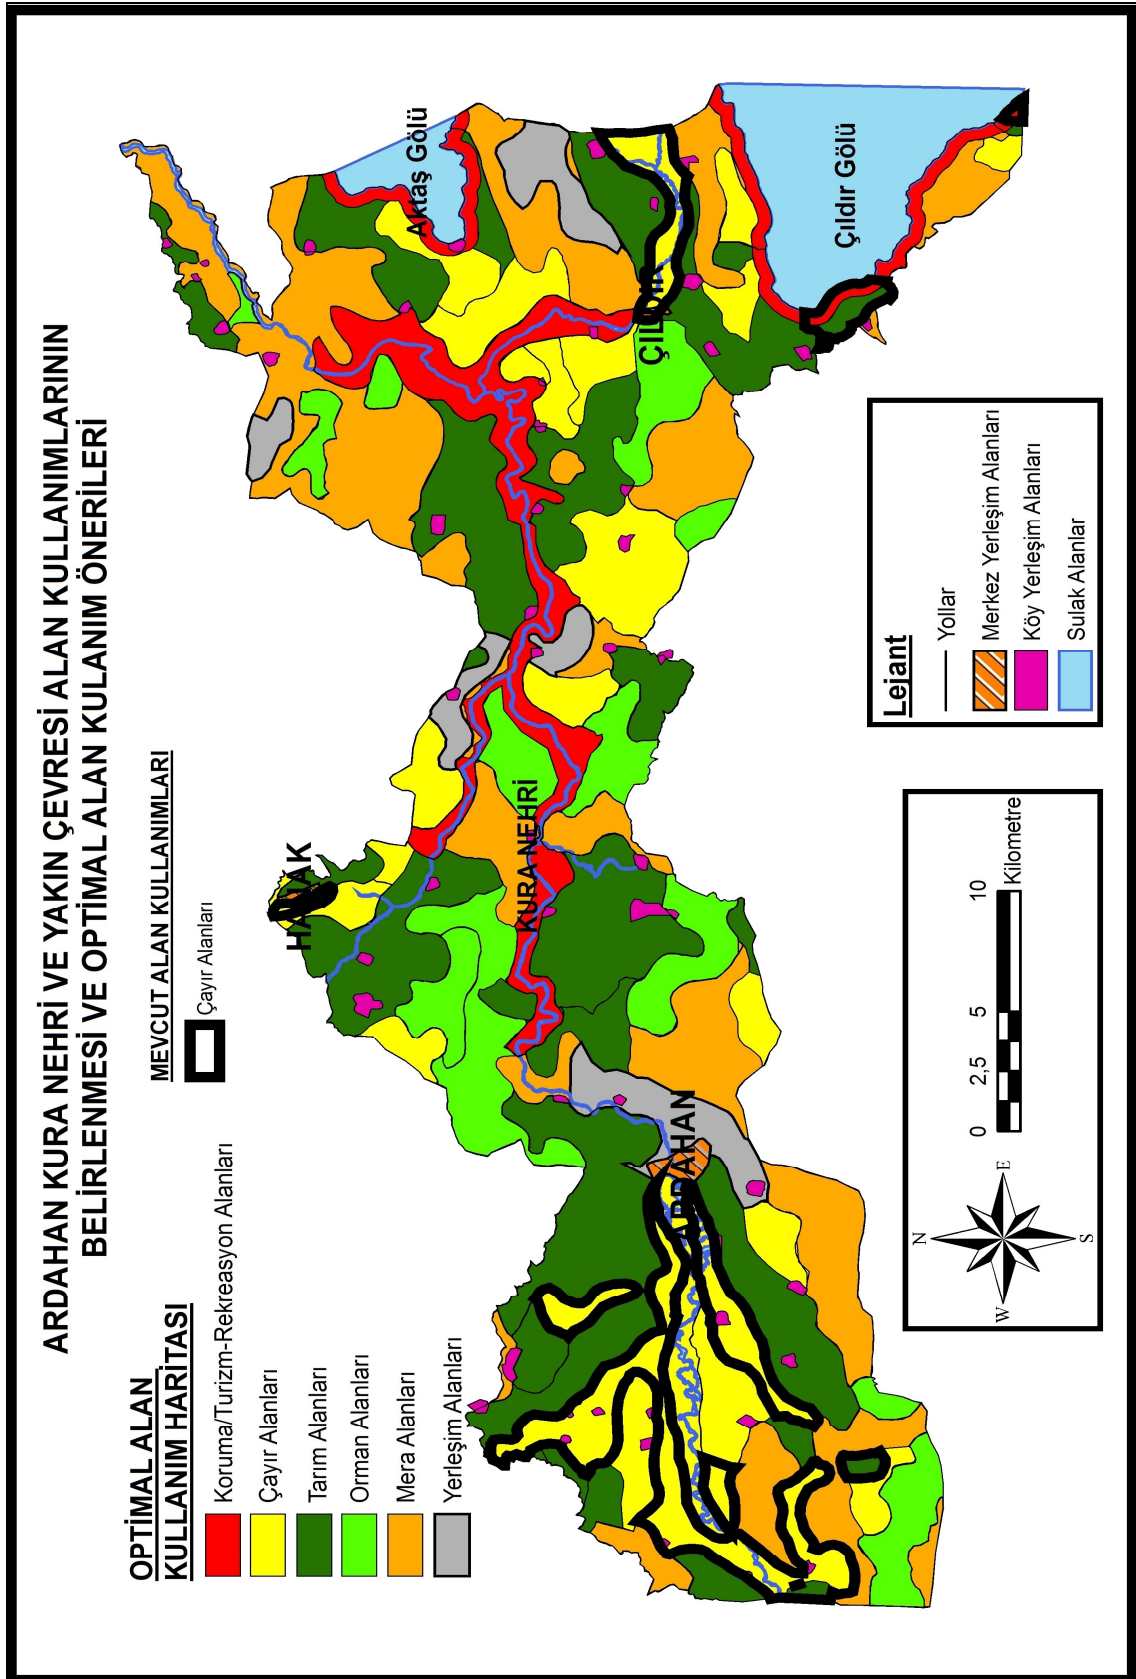 ARDAHAN KURA NEHRİ VE YAKIN ÇEVRESİ ALAN KULLANIMLARININ
BELİRLENMESİ VE OPTİMAL ALAN KULANIM ÖNERİLERİ
OPTİMAL ALAN
KULLANIM HARİTASI
Koruma/Turizm-Rekreasyon Alanları
Çayır Alanları
Tarım Alanları
Orman Alanları
Mera Alanları
Yerleşim Alanları
MEVCUT ALAN KULLANIMLARI
Çayır Alanları
HANAK
Aktaş Gölü
KURA NEHRİ
ÇILDIR
ARDAHAN
Çıldır Gölü
N
W
E
S
0
2,5
5
10
Kilometre
Lejant
Yollar
Merkez Yerleşim Alanları
Köy Yerleşim Alanları
Sulak Alanlar